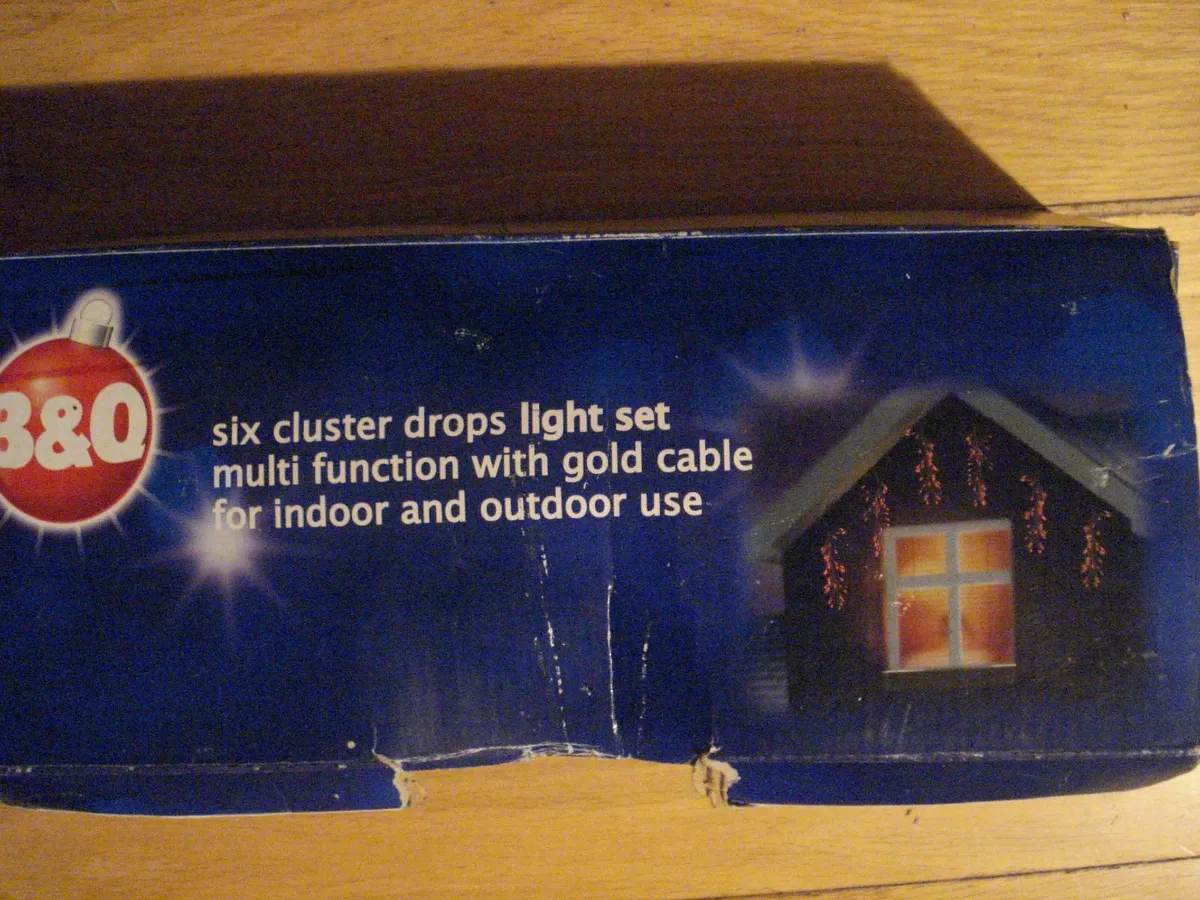 B&Q
six cluster drops light set
multi function with gold cable
for indoor and outdoor use